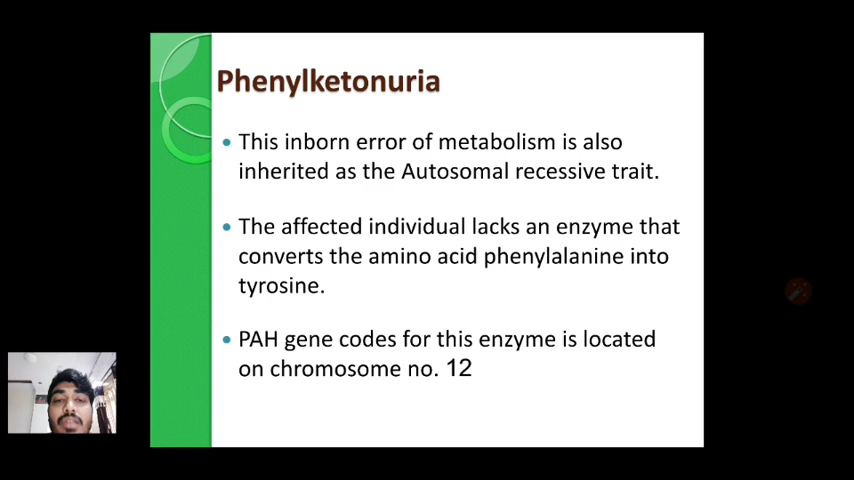 Phenylketonuria
• This inborn error of metabolism is also
inherited as the Autosomal recessive trait.
• The affected individual lacks an enzyme that
converts the amino acid phenylalanine into
tyrosine.
• PAH gene codes for this enzyme is located
on chromosome no. 12